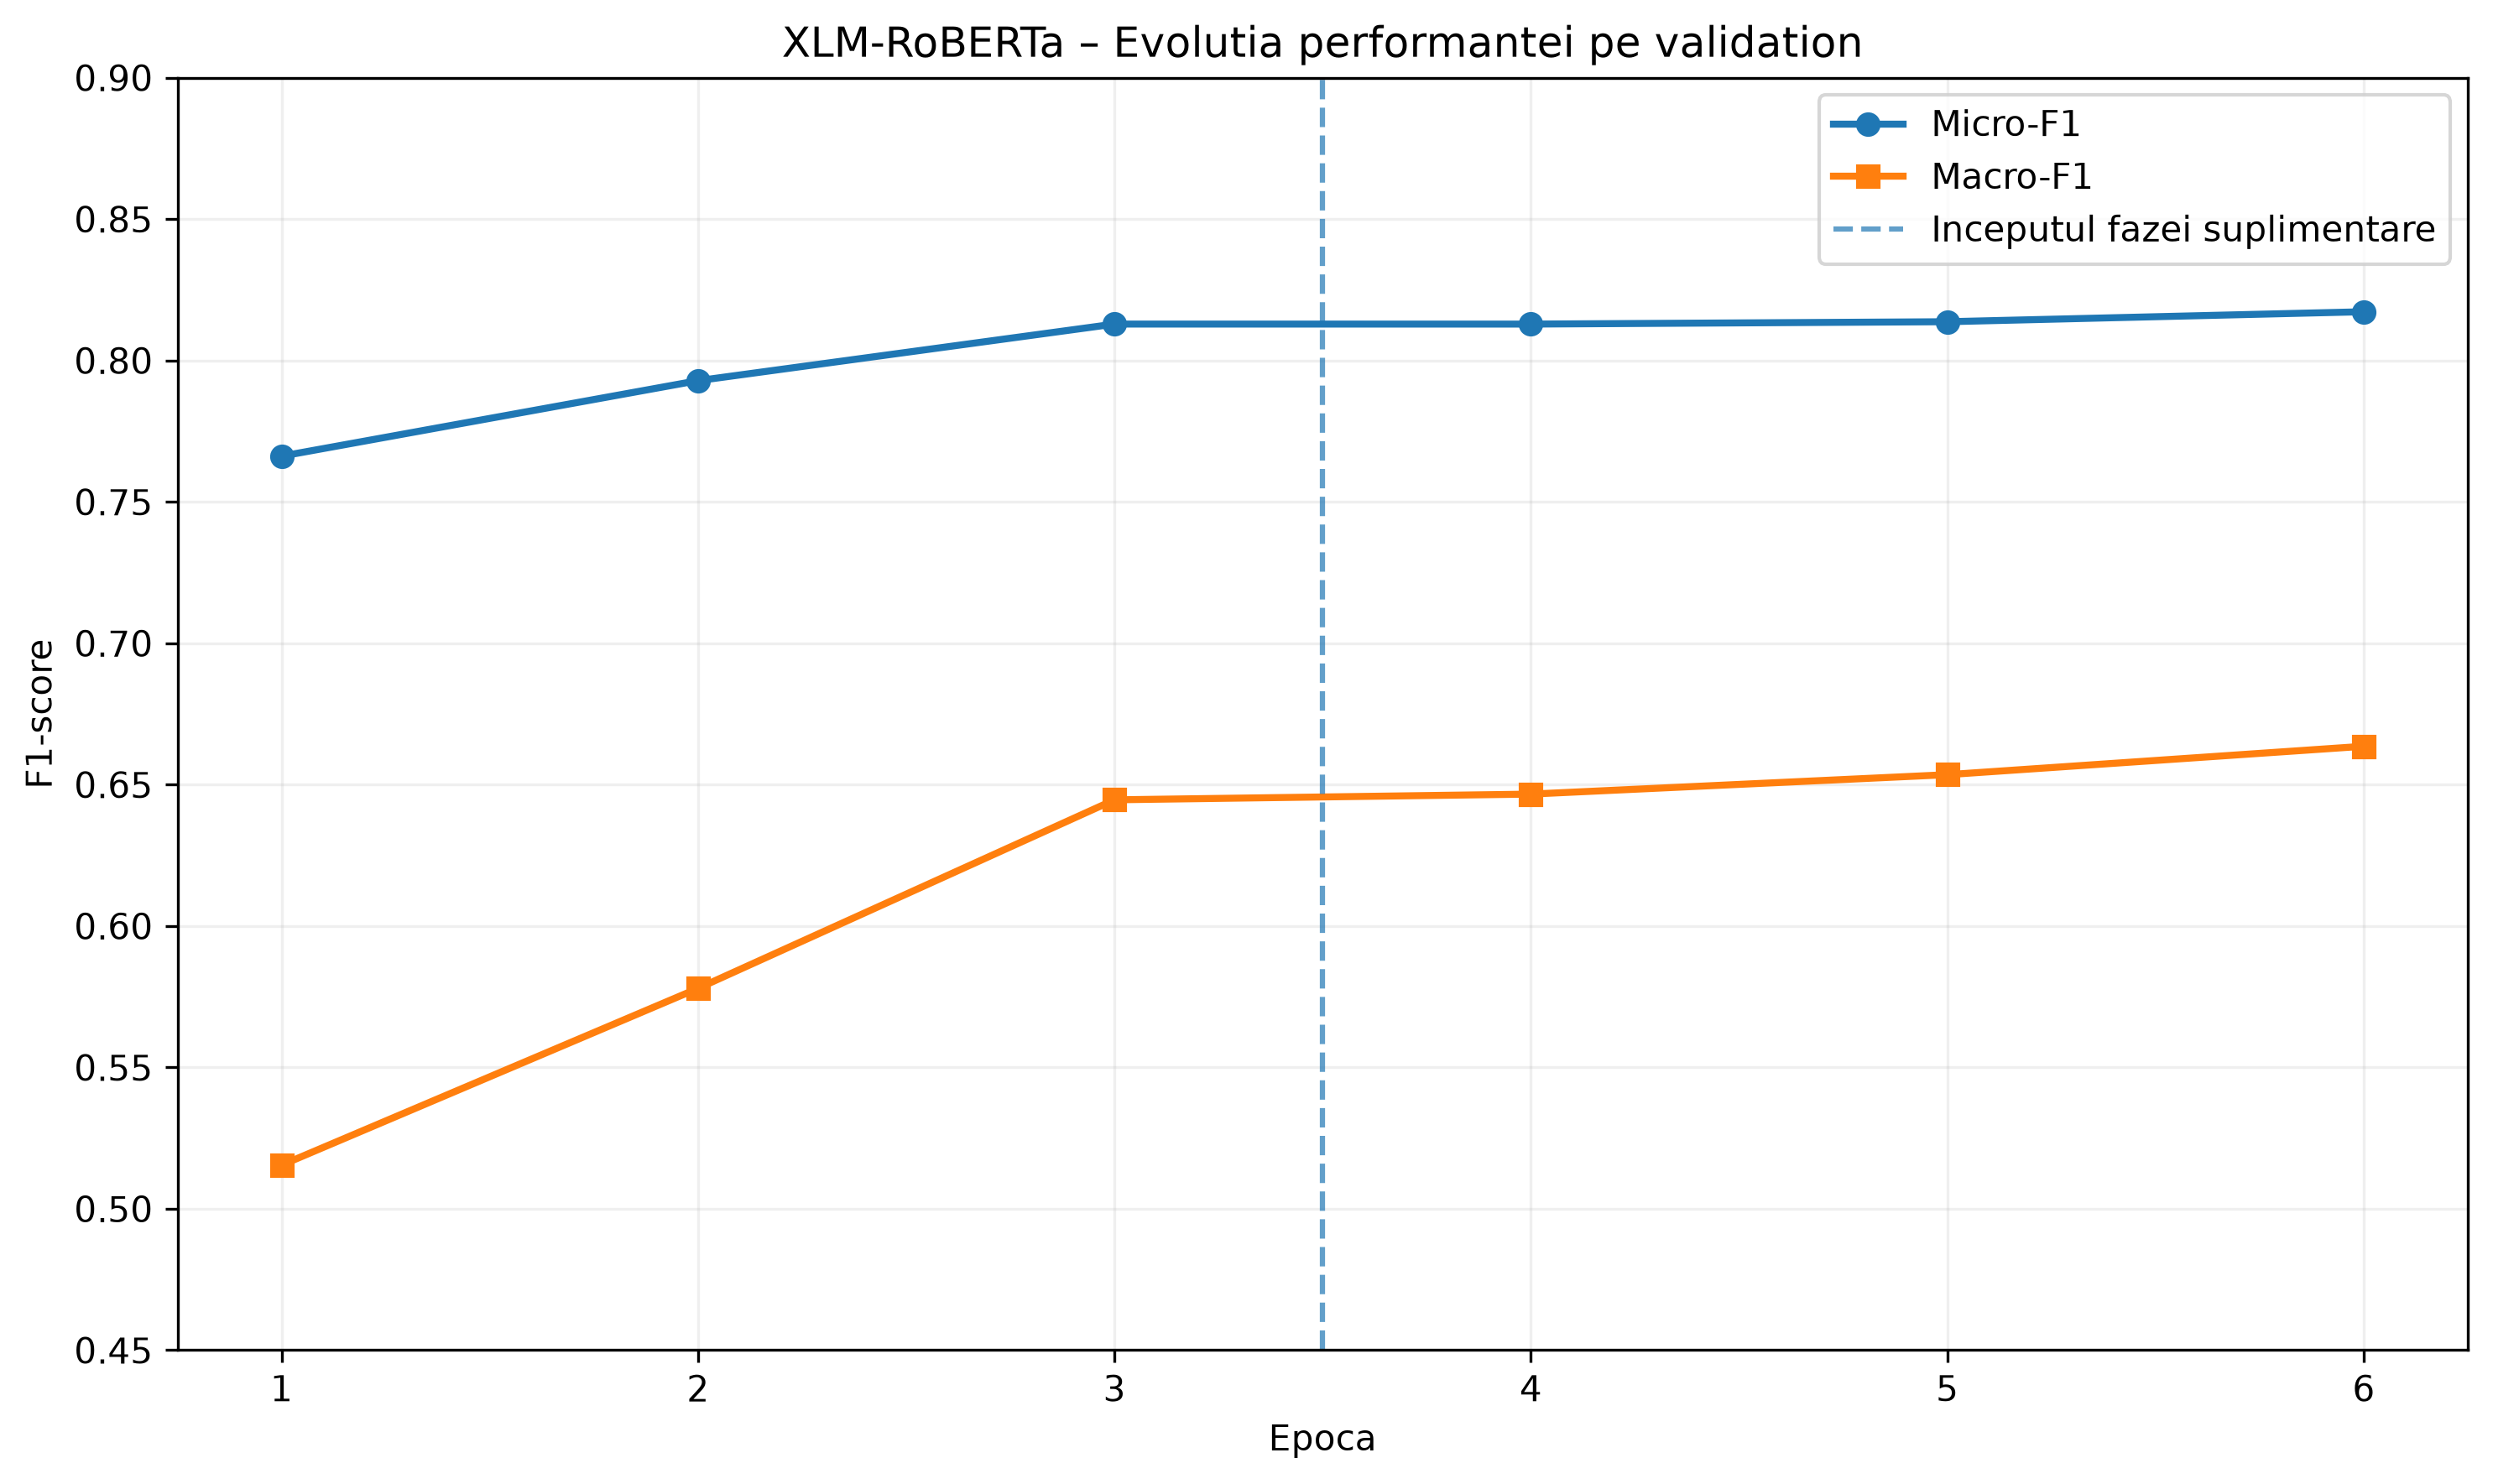 XLM-RoBERTa – Evolutia performantei pe validation
Micro-F1
Macro-F1
Inceputul fazei suplimentare
F1-score
0.90
0.85
0.80
0.75
0.70
0.65
0.60
0.55
0.50
0.45
1 2 3 4 5 6
Epoca